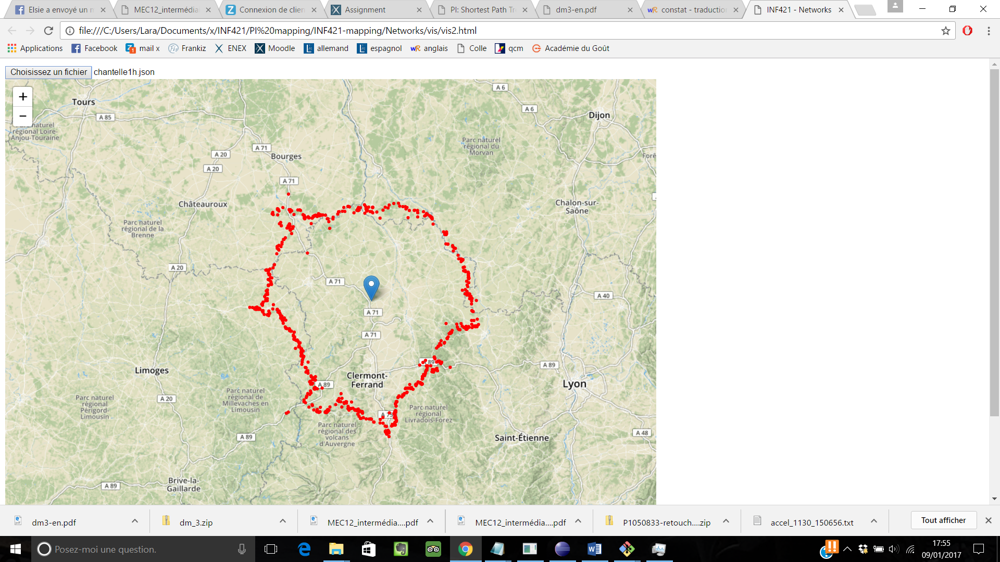 Elsie a envoyé un m
MEC12_intermédia
Connexion de clien
Assignment
PI: Shortest Path Tr
dm3-en.pdf
constat - traduction
INF421 - Networks
file:///C:/Users/Lara/Documents/x/INF421/PI%20mapping/INF421-mapping/Networks/vis/vis2.html
Applications
Facebook
mail x
Frankiz
ENEX
Moodle
allemand
espagnol
anglais
Colle
qcm
Académie du Goût
Choisissez un fichier chantelle1h.json
+
−
Tours
A 85
naturel
régional Loire-
Anjou-Touraine
A 6
A 6
Dijon
Parc naturel
régional du
Morvan
A 71
Bourges
A 20
A 20
A 71
Châteauroux
Chalon-sur-
Saône
Parc naturel
régional de la
Brenne
A 20
A 71
A 40
A 71
A 71
89
A 89
Limoges
Clermont-
Ferrand
A 89
Lyon
Parc naturel
régional de
Millevaches en
Limousin
Parc naturel
régional
Périgord-
Limousin
A 20
Parc naturel
régional
Livradois-Forez
A 75
Parc naturel
régional des
volcans
d'Auvergne
A 89
Saint-Étienne
A 48
Brive-la-
Gaillarde
A 89
dm3-en.pdf
dm_3.zip
MEC12_intermédia....pdf
MEC12_intermédia....pdf
P1050833-retouch....zip
accel_1130_150656.txt
Tout afficher
Posez-moi une question.
17:55
09/01/2017